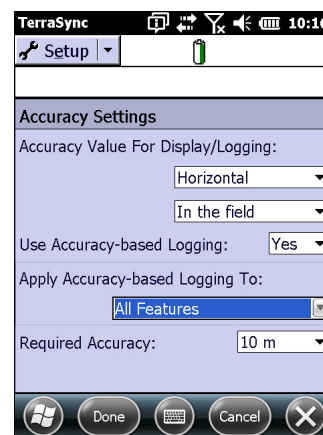 TerraSync 10:16
Setup
Accuracy Settings
Accuracy Value For Display/Logging:
Horizontal
In the field
Use Accuracy-based Logging: Yes
Apply Accuracy-based Logging To:
All Features
Required Accuracy: 10 m
Done Cancel